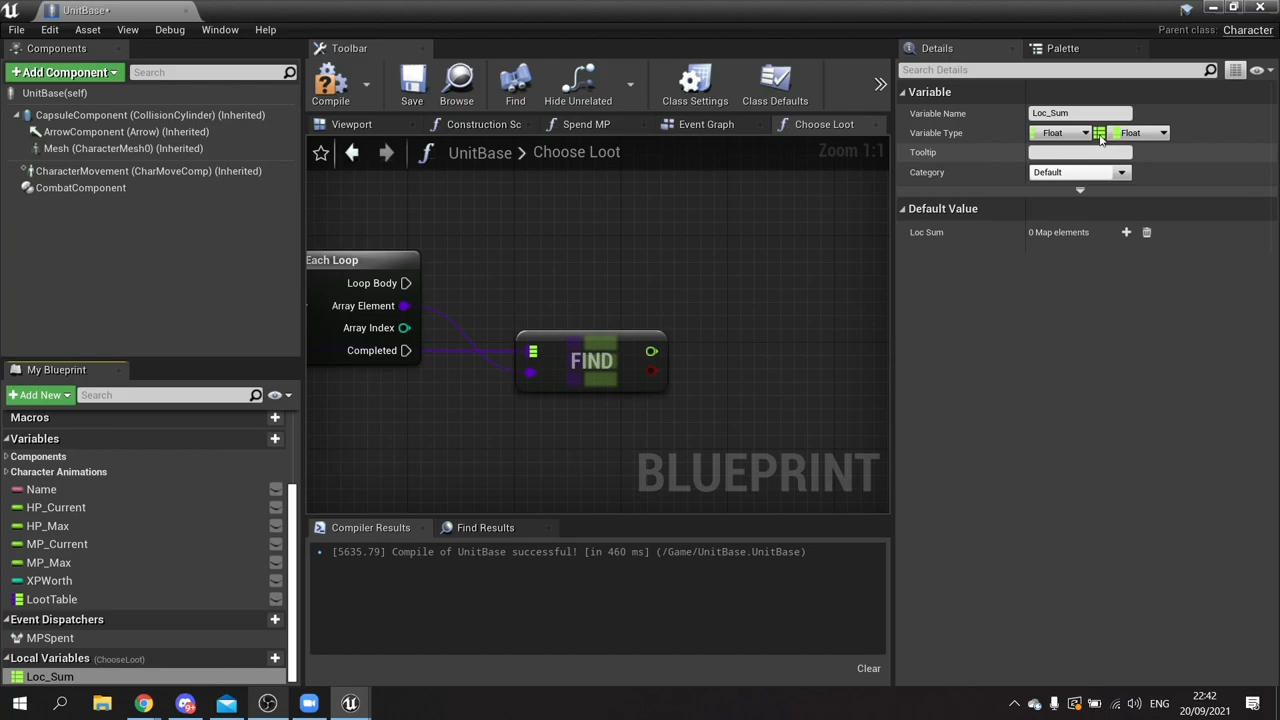 UnitBase*
File Edit Asset View Debug Window Help
Parent class: Character
Components
Add Component
Search
UnitBase(self)
CapsuleComponent (CollisionCylinder) (Inherited)
ArrowComponent (Arrow) (Inherited)
Mesh (CharacterMesh0) (Inherited)
CharacterMovement (CharMoveComp) (Inherited)
CombatComponent
My Blueprint
Add New
Search
Macros
Variables
Components
Character Animations
Name
HP_Current
HP_Max
MP_Current
MP_Max
XPWorth
LootTable
Event Dispatchers
MPSpent
Local Variables (ChooseLoot)
Loc_Sum
Toolbar
Compile Save Browse Find Hide Unrelated Class Settings Class Defaults
Viewport Construction Sc Spend MP Event Graph Choose Loot
UnitBase > Choose Loot
Zoom 1:1
Each Loop
Loop Body
Array Element
Array Index
Completed
FIND
BLUEPRINT
Compiler Results Find Results
[5635.79] Compile of UnitBase successful! [in 460 ms] (/Game/UnitBase.UnitBase)
Clear
Details Palette
Search Details
Variable
Variable Name Loc_Sum
Variable Type Float Float
Tooltip
Category Default
Default Value
Loc Sum 0 Map elements
ENG
22:42
20/09/2021